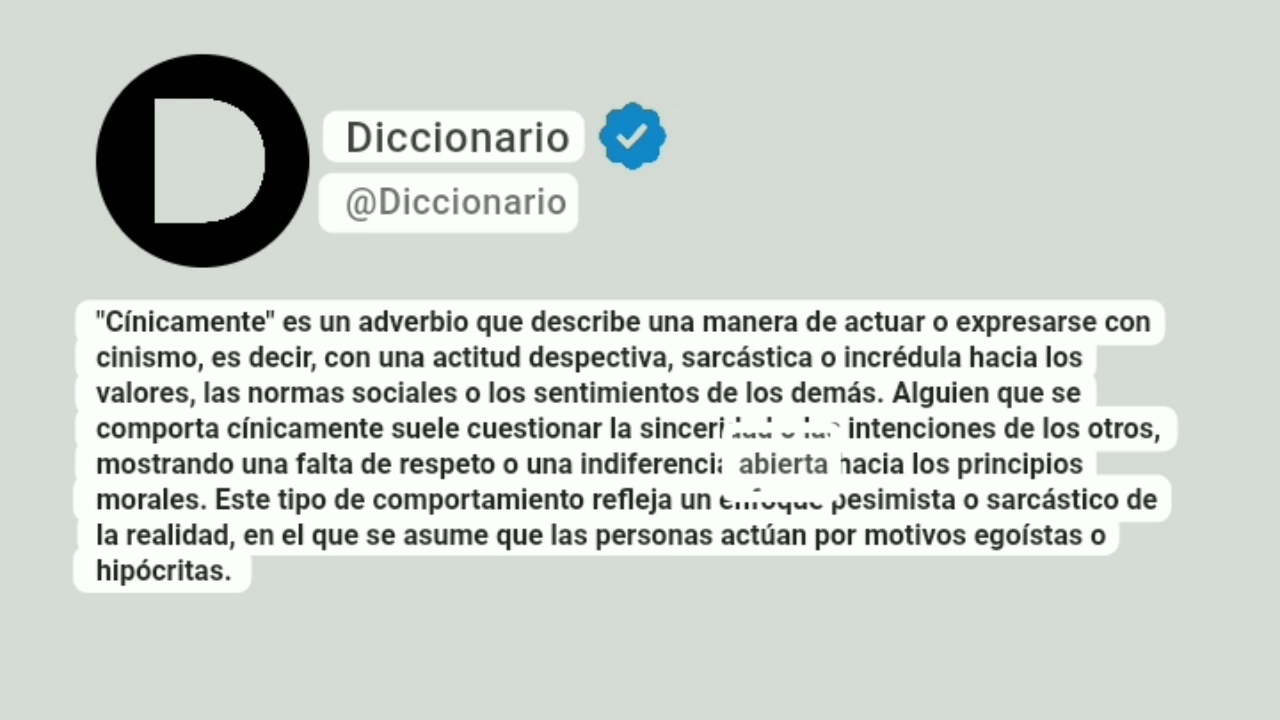 D
Diccionario
@Diccionario
"Cínicamente" es un adverbio que describe una manera de actuar o expresarse con
cinismo, es decir, con una actitud despectiva, sarcástica o incrédula hacia los
valores, las normas sociales o los sentimientos de los demás. Alguien que se
comporta cínicamente suele cuestionar la intenciones de los otros,
mostrando una falta de respeto o una indiferencia abierta hacia los principios
morales. Este tipo de comportamiento refleja un enfoque pesimista o sarcástico de
la realidad, en el que se asume que las personas actúan por motivos egoístas o
hipócritas.